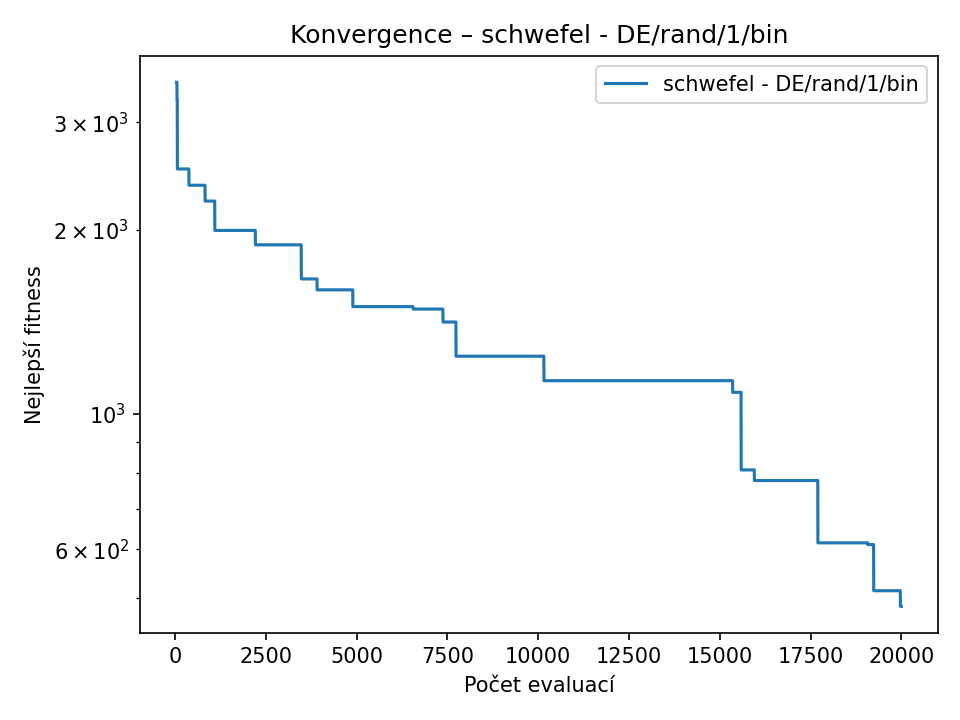 Konvergence – schwefel - DE/rand/1/bin
schwefel - DE/rand/1/bin
3 × 10³
2 × 10³
10³
6 × 10²
Nejlepší fitness
0 2500 5000 7500 10000 12500 15000 17500 20000
Počet evaluací